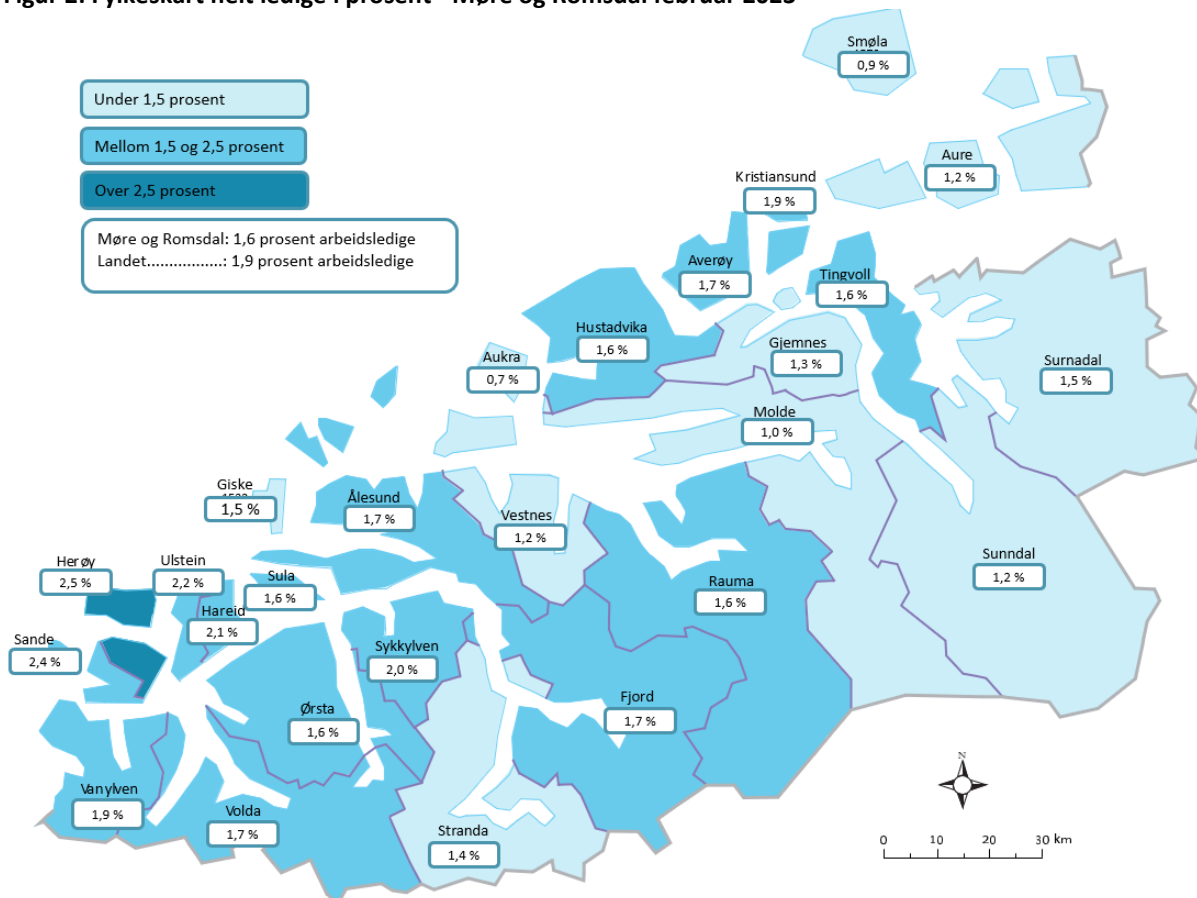 Under 1,5 prosent
Mellom 1,5 og 2,5 prosent
Over 2,5 prosent
Møre og Romsdal: 1,6 prosent arbeidsledige
Landet.................: 1,9 prosent arbeidsledige
Smøla
0,9 %
Aure
1,2 %
Kristiansund
1,9 %
Averøy
1,7 %
Tingvoll
1,6 %
Hustadvika
1,6 %
Gjemnes
1,3 %
Aukra
0,7 %
Surnadal
1,5 %
Molde
1,0 %
Giske
1,5 %
Ålesund
1,7 %
Vestnes
1,2 %
Sunndal
1,2 %
Herøy
2,5 %
Ulstein
2,2 %
Sula
1,6 %
Hareid
2,1 %
Rauma
1,6 %
Sande
2,4 %
Sykkylven
2,0 %
Ørsta
1,6 %
Fjord
1,7 %
Vanylven
1,9 %
Volda
1,7 %
Stranda
1,4 %
N
0 10 20 30 km